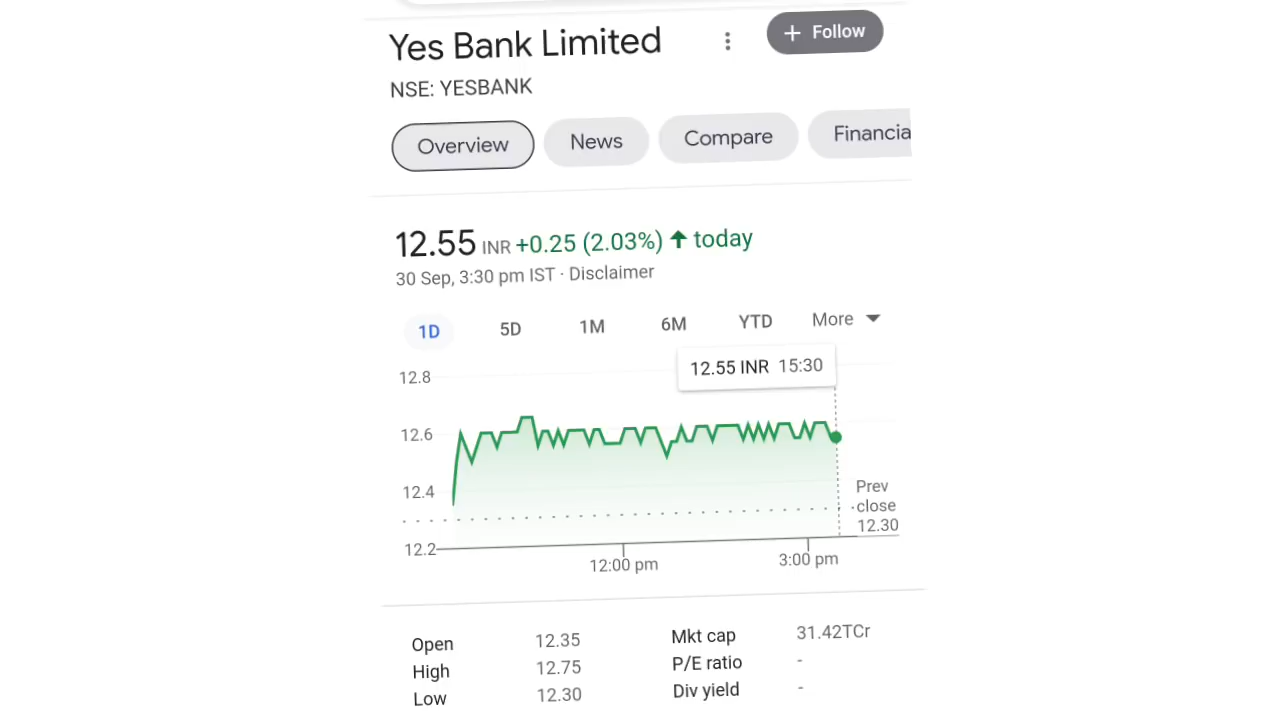 Yes Bank Limited
+ Follow
NSE: YESBANK
Overview News Compare Financia
12.55 INR +0.25 (2.03%) ↑ today
30 Sep, 3:30 pm IST · Disclaimer
1D 5D 1M 6M YTD More
12.55 INR 15:30
12.8
12.6
12.4
12.2
Prev
close
12.30
12:00 pm 3:00 pm
Open 12.35 Mkt cap 31.42TCr
High 12.75 P/E ratio -
Low 12.30 Div yield -